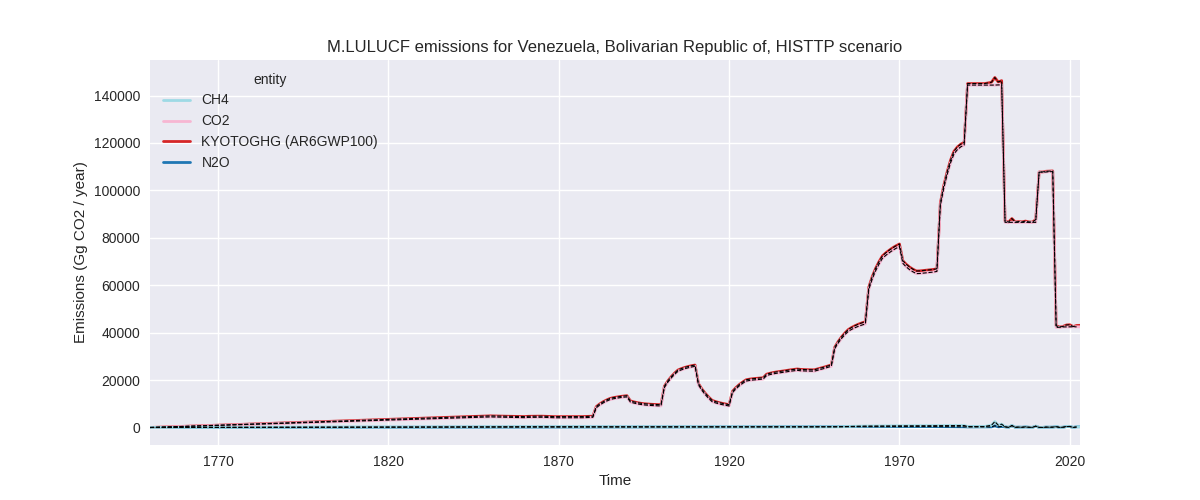 M.LULUCF emissions for Venezuela, Bolivarian Republic of, HISTTP scenario
entity
CH4
CO2
KYOTOGHG (AR6GWP100)
N2O
Emissions (Gg CO2 / year)
140000
120000
100000
80000
60000
40000
20000
0
1770
1820
1870
1920
1970
2020
Time